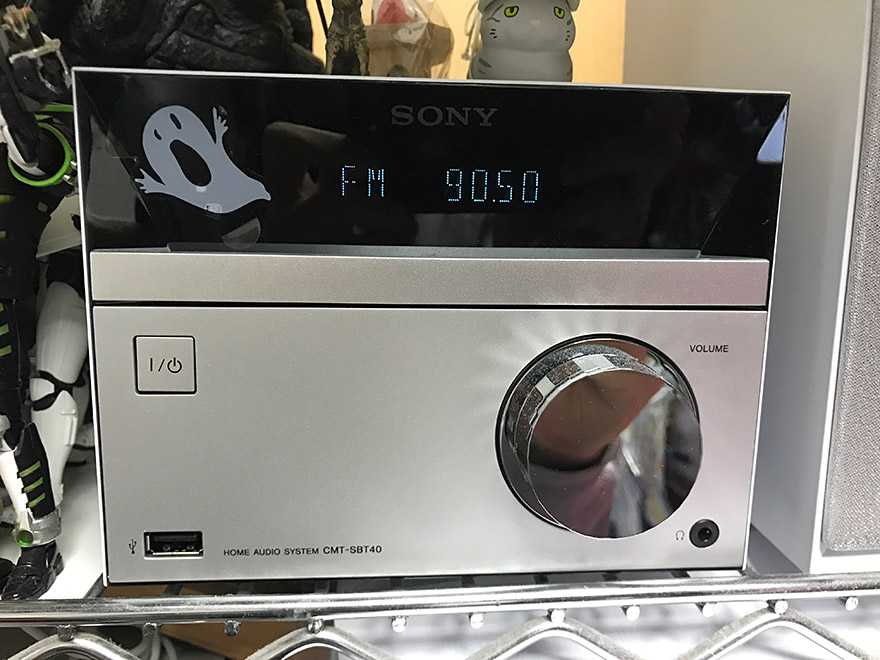 SONY
FM 90.50
VOLUME
I/⏻
HOME AUDIO SYSTEM CMT-SBT40